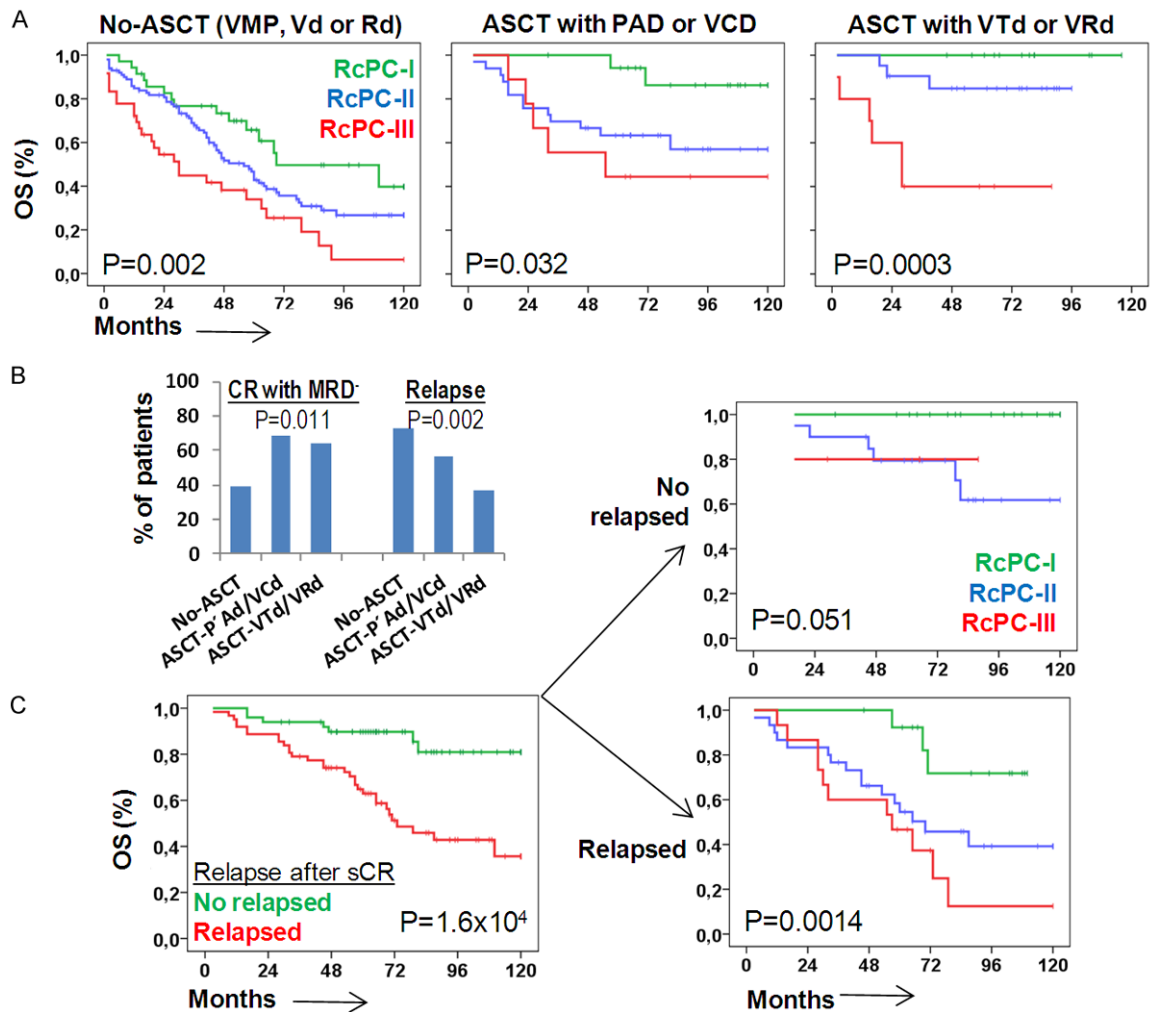 A
No-ASCT (VMP, Vd or Rd)
ASCT with PAD or VCD
ASCT with VTd or VRd
OS (%)
1,0
0,8
0,6
0,4
0,2
0,0
RcPC-I
RcPC-II
RcPC-III
P=0.002
P=0.032
P=0.0003
0 24 48 72 96 120
0 24 48 72 96 120
0 24 48 72 96 120
Months
B
% of patients
100
80
60
40
20
0
CR with MRD-
P=0.011
Relapse
P=0.002
No-ASCT
ASCT-P´Ad/VCd
ASCT-VTd/VRd
No-ASCT
ASCT-P´Ad/VCd
ASCT-VTd/VRd
No
relapsed
1,0
0,8
0,6
0,4
0,2
0,0
RcPC-I
RcPC-II
RcPC-III
P=0.051
0 24 48 72 96 120
C
OS (%)
1,0
0,8
0,6
0,4
0,2
0,0
Relapse after sCR
No relapsed
Relapsed
P=1.6x10⁴
0 24 48 72 96 120
Months
Relapsed
1,0
0,8
0,6
0,4
0,2
0,0
P=0.0014
0 24 48 72 96 120
Months